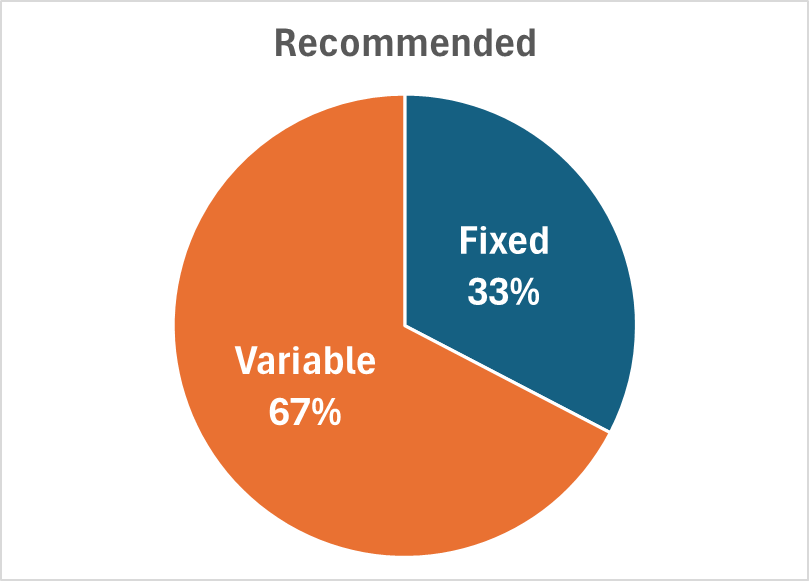 Recommended
Fixed
33%
Variable
67%